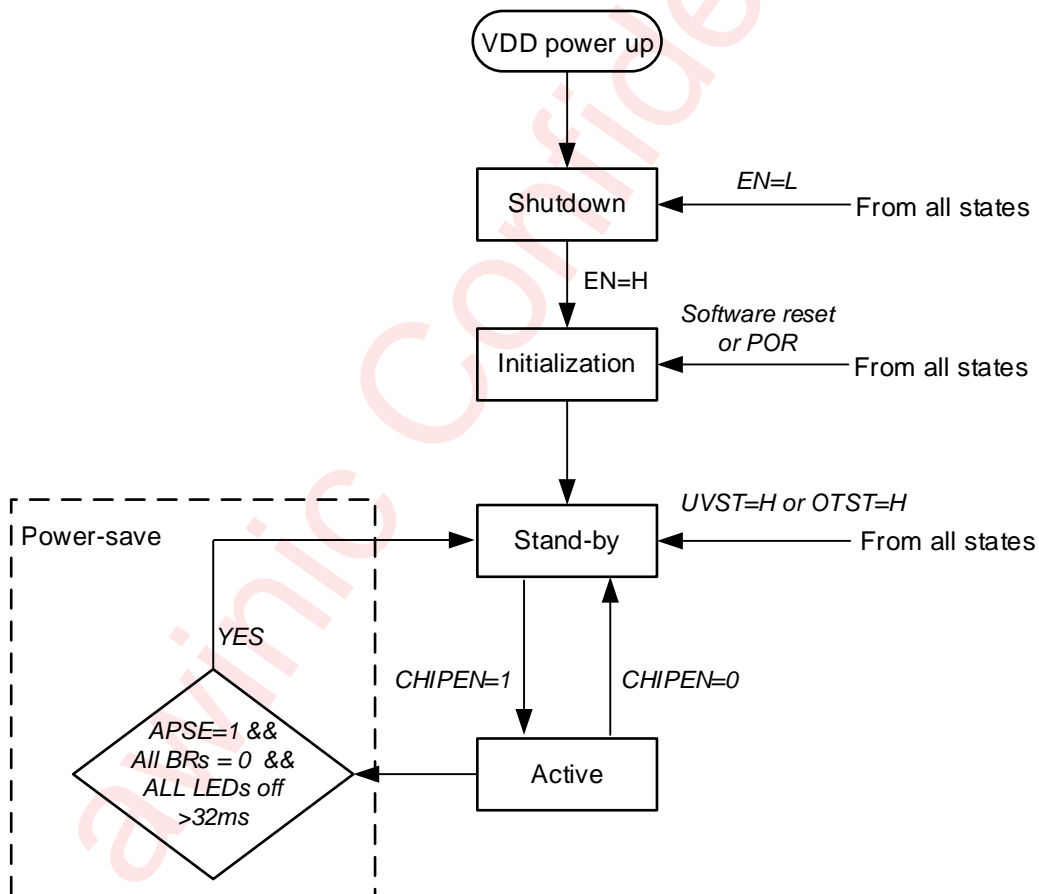 VDD power up
Shutdown
EN=L
From all states
EN=H
Software reset
or POR
Initialization
From all states
UVST=H or OTST=H
Power-save
Stand-by
From all states
YES
CHIPEN=1
CHIPEN=0
APSE=1 &&
All BRs = 0 &&
ALL LEDs off
>32ms
Active
awinic Confide